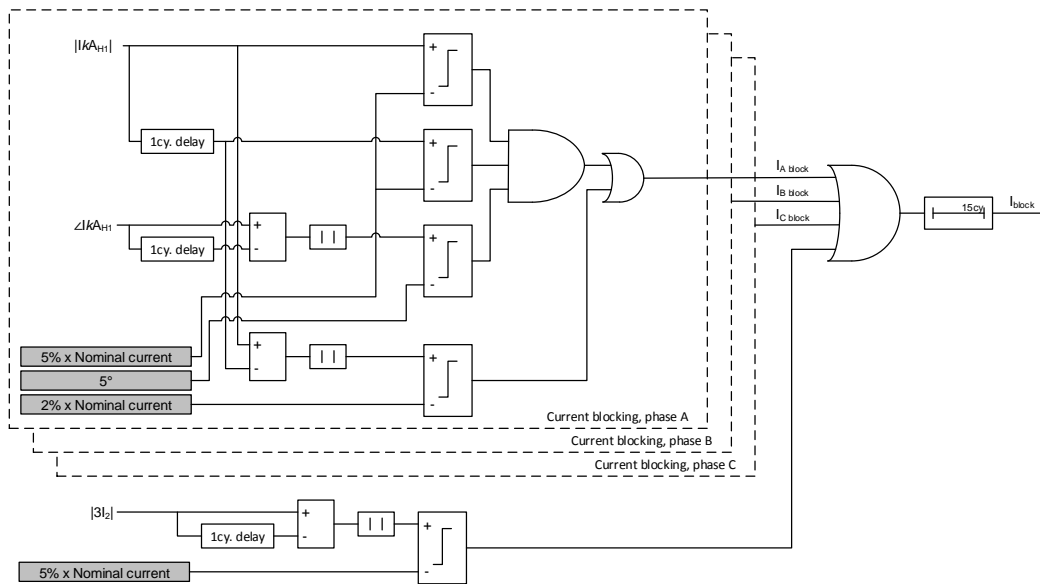 |IkA_H1|
+
-
1cy. delay
+
-
∠IkA_H1
+
-
| |
+
-
1cy. delay
5% x Nominal current
+
-
| |
+
-
5°
2% x Nominal current
Current blocking, phase A
Current blocking, phase B
Current blocking, phase C
I_A block
I_B block
I_C block
15cy
I_block
|3I_2|
+
-
| |
+
-
1cy. delay
5% x Nominal current